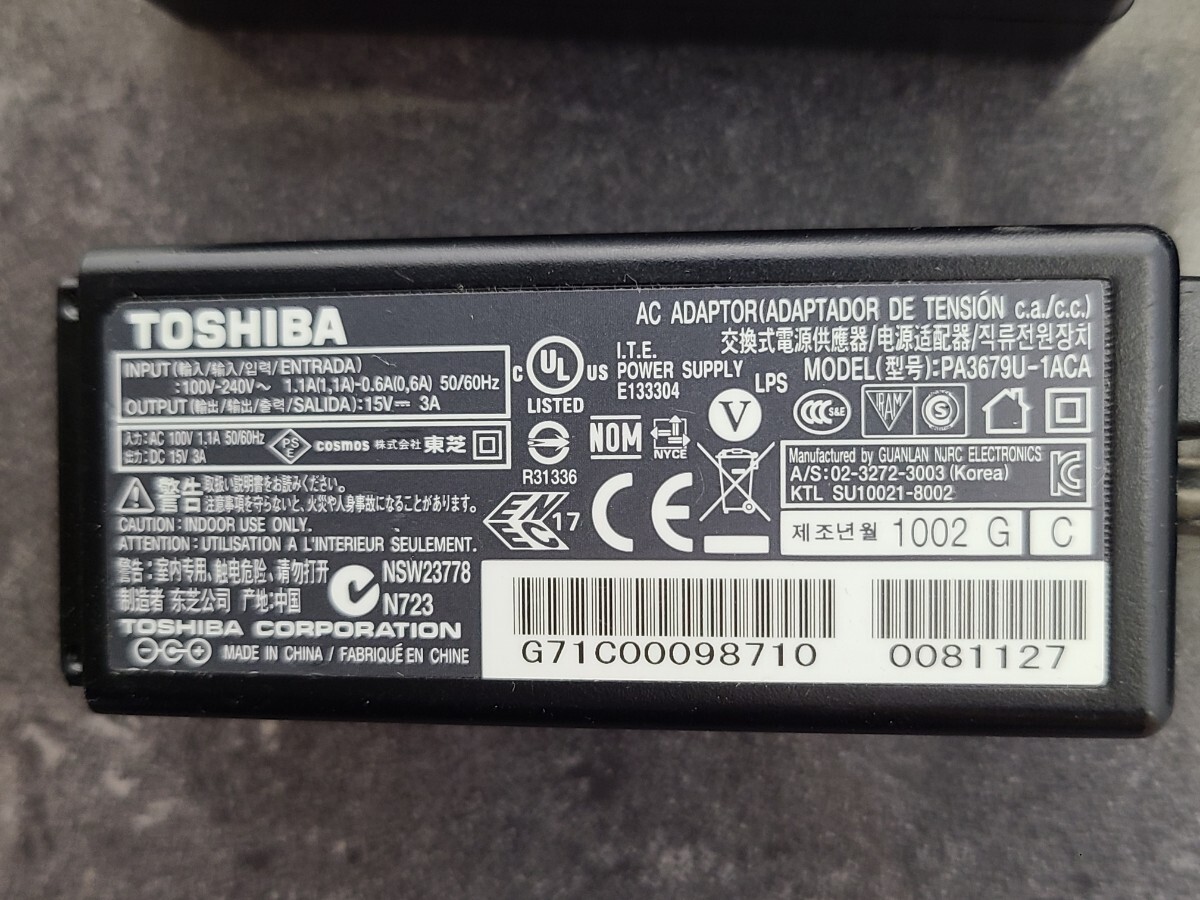 TOSHIBA
INPUT(輸入/输入/입력/ENTRADA)
:100V-240V～ 1.1A(1,1A)-0.6A(0,6A) 50/60Hz
OUTPUT(輸出/输出/출력/SALIDA):15V⎓ 3A
入力:AC 100V 1.1A 50/60Hz
出力:DC 15V 3A
PSE
cosmos 株式会社 東芝
警告 取扱い説明書をお読みください。
注意事項を守らないと、火災や人身事故になることがあります。
CAUTION: INDOOR USE ONLY.
ATTENTION: UTILISATION A L'INTERIEUR SEULEMENT.
警告: 室内专用、触电危险、请勿打开
制造者 东芝公司 产地:中国
NSW23778
N723
TOSHIBA CORPORATION
MADE IN CHINA / FABRIQUÉ EN CHINE
C UL US
LISTED
I.T.E.
POWER SUPPLY
E133304
R31336
NOM
NYCE
V
LPS
17
CE
AC ADAPTOR(ADAPTADOR DE TENSIÓN c.a./c.c.)
交換式電源供應器/电源适配器/직류전원장치
MODEL(型号):PA3679U-1ACA
CCC S&E
IRAM
S
Manufactured by GUANLAN NJRC ELECTRONICS
A/S:02-3272-3003 (Korea)
KTL SU10021-8002
제조년월 1002 G
C
G71C00098710
0081127